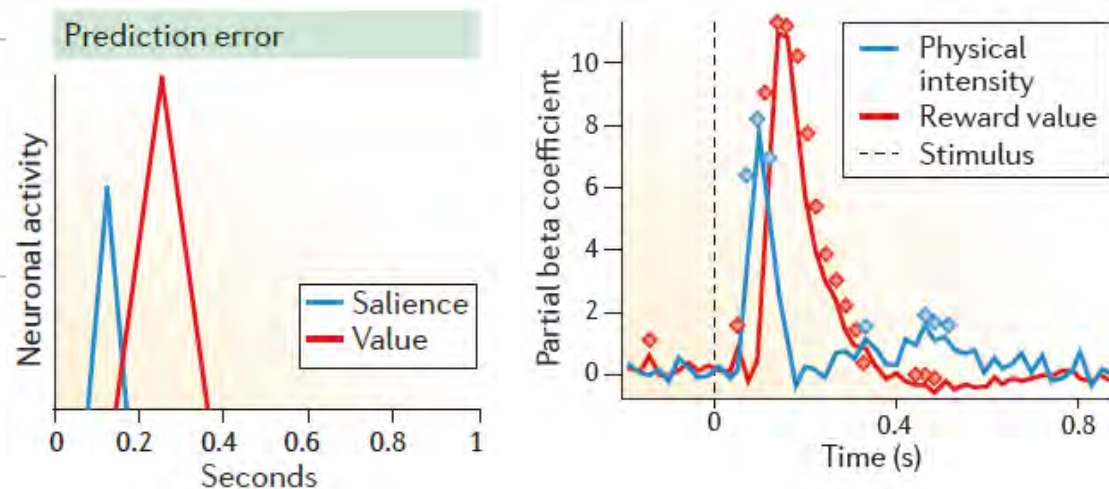 Prediction error
Neuronal activity
Salience
Value
0 0.2 0.4 0.6 0.8 1
Seconds
Partial beta coefficient
10
8
6
4
2
0
Physical
intensity
Reward value
Stimulus
0 0.4 0.8
Time (s)